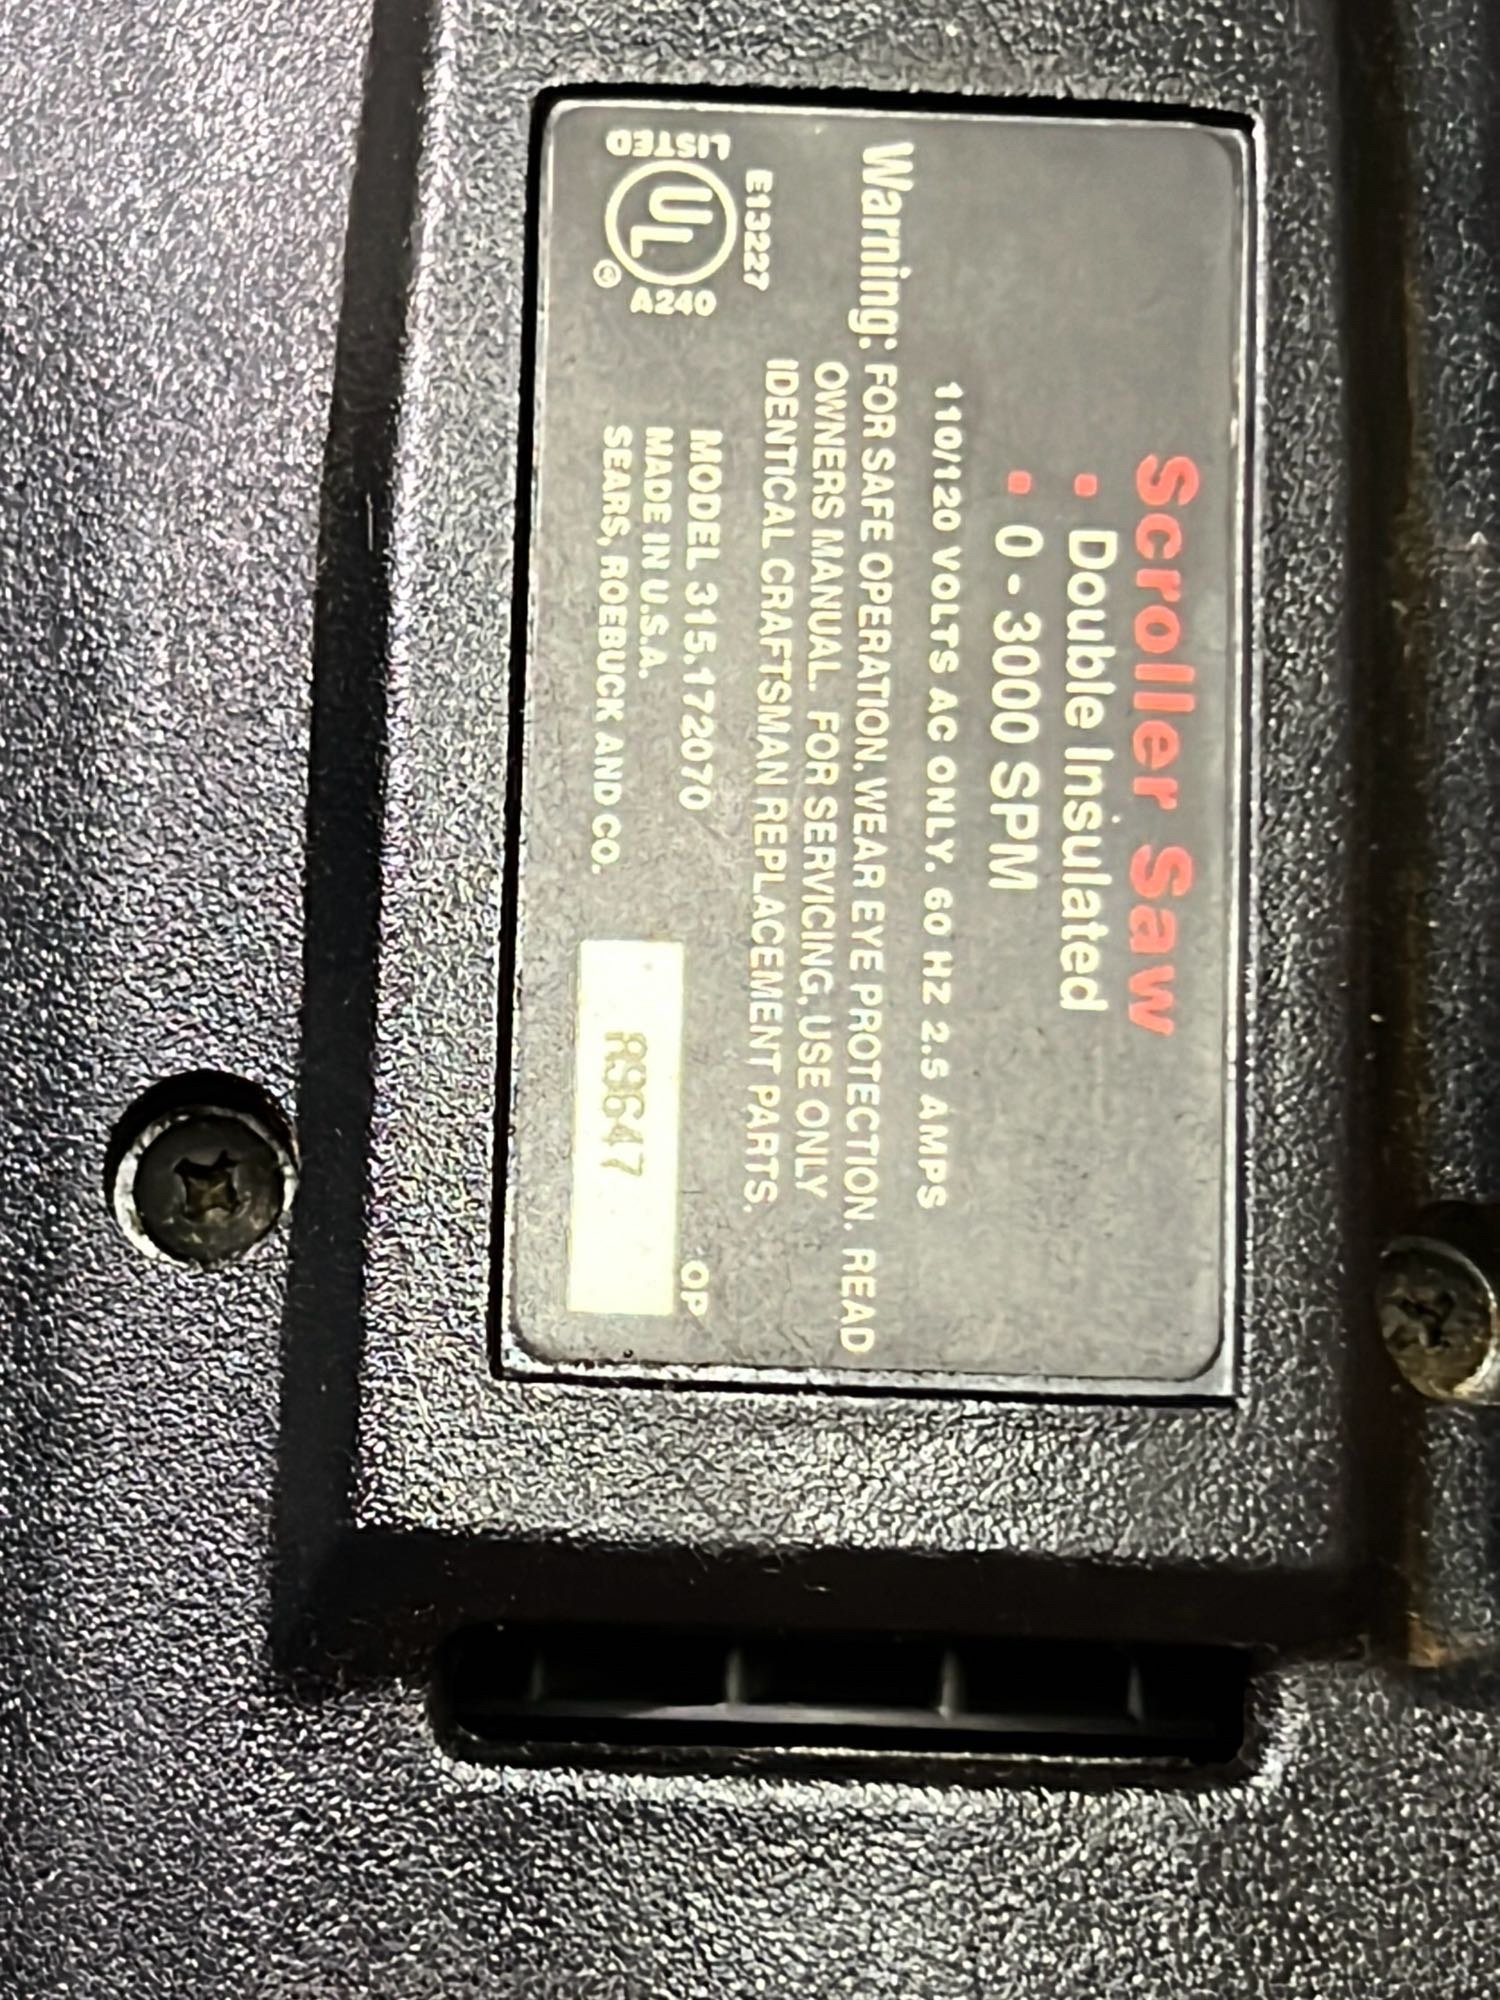 Scroller Saw
▪ Double Insulated
▪ 0 - 3000 SPM
110/120 VOLTS AC ONLY. 60 HZ 2.5 AMPS
Warning: FOR SAFE OPERATION, WEAR EYE PROTECTION. READ
OWNERS MANUAL. FOR SERVICING, USE ONLY
IDENTICAL CRAFTSMAN REPLACEMENT PARTS.
E13227
LISTED
UL
® A240
MODEL 315.172070
MADE IN U.S.A.
SEARS, ROEBUCK AND CO.
OP
R9647